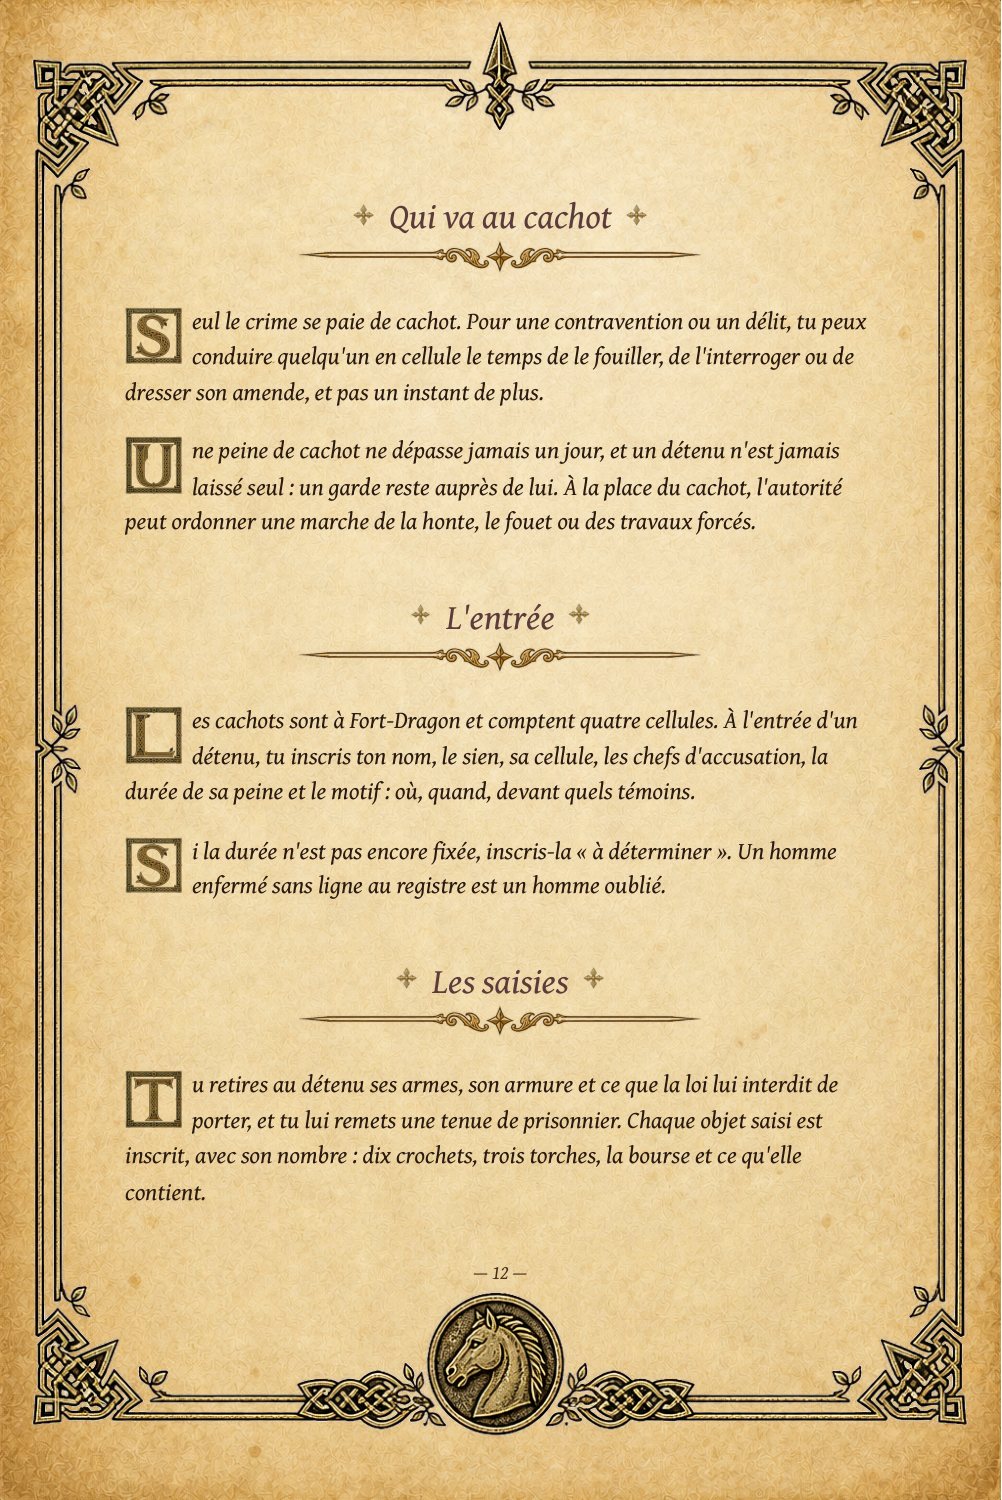 Qui va au cachot
Seul le crime se paie de cachot. Pour une contravention ou un délit, tu peux
conduire quelqu'un en cellule le temps de le fouiller, de l'interroger ou de
dresser son amende, et pas un instant de plus.
Une peine de cachot ne dépasse jamais un jour, et un détenu n'est jamais
laissé seul : un garde reste auprès de lui. À la place du cachot, l'autorité
peut ordonner une marche de la honte, le fouet ou des travaux forcés.
L'entrée
Les cachots sont à Fort-Dragon et comptent quatre cellules. À l'entrée d'un
détenu, tu inscris ton nom, le sien, sa cellule, les chefs d'accusation, la
durée de sa peine et le motif : où, quand, devant quels témoins.
Si la durée n'est pas encore fixée, inscris-la « à déterminer ». Un homme
enfermé sans ligne au registre est un homme oublié.
Les saisies
Tu retires au détenu ses armes, son armure et ce que la loi lui interdit de
porter, et tu lui remets une tenue de prisonnier. Chaque objet saisi est
inscrit, avec son nombre : dix crochets, trois torches, la bourse et ce qu'elle
contient.
— 12 —